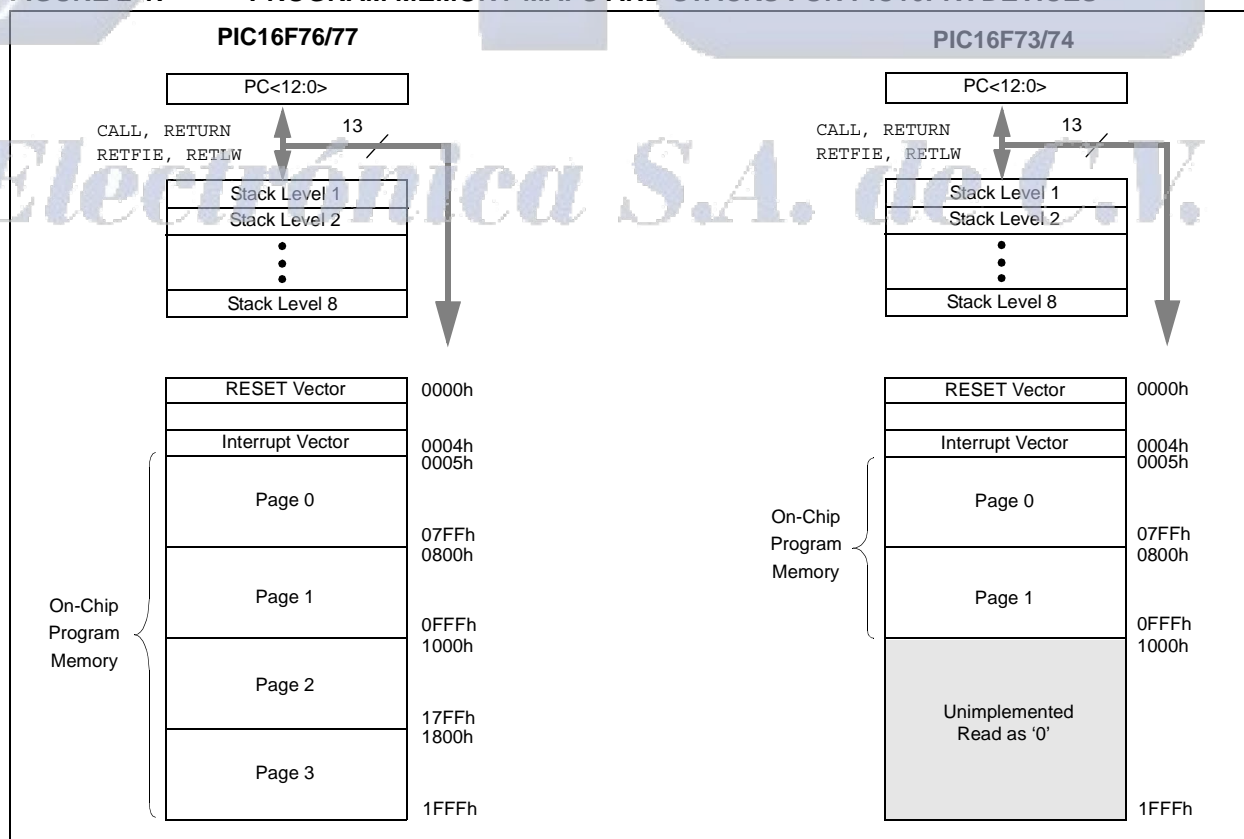 PIC16F76/77
PC<12:0>
CALL, RETURN
RETFIE, RETLW
13
Stack Level 1
Stack Level 2
Stack Level 8
RESET Vector
0000h
Interrupt Vector
0004h
0005h
On-Chip
Program
Memory
Page 0
07FFh
0800h
Page 1
0FFFh
1000h
Page 2
17FFh
1800h
Page 3
1FFFh
PIC16F73/74
PC<12:0>
CALL, RETURN
RETFIE, RETLW
13
Stack Level 1
Stack Level 2
Stack Level 8
RESET Vector
0000h
Interrupt Vector
0004h
0005h
On-Chip
Program
Memory
Page 0
07FFh
0800h
Page 1
0FFFh
1000h
Unimplemented
Read as ‘0’
1FFFh
Electrónica S.A. de C.V.